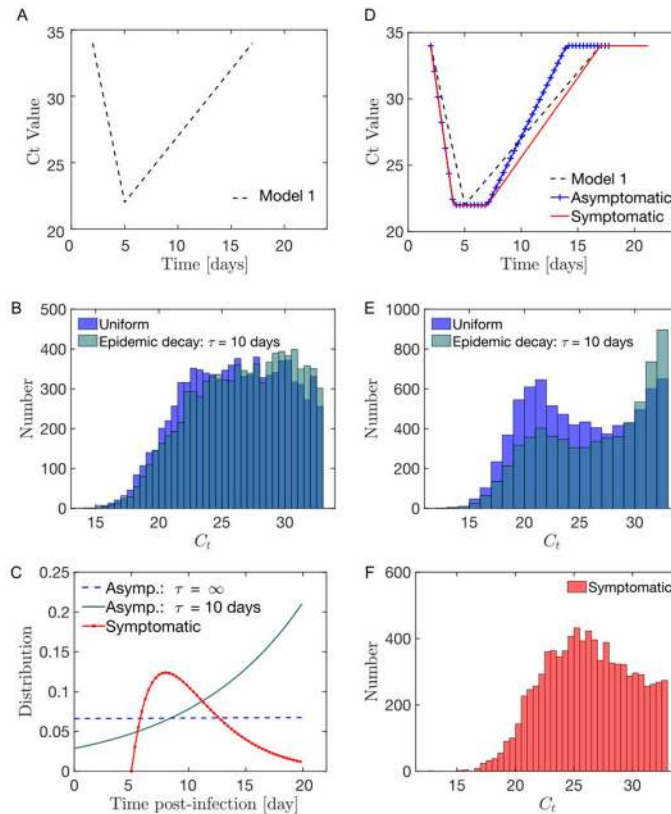 A
35
30
25
20
Ct Value
Model 1
0 5 10 15 20
Time [days]
D
35
30
25
20
Ct Value
Model 1
Asymptomatic
Symptomatic
0 5 10 15 20
Time [days]
B
500
400
300
200
100
0
Number
Uniform
Epidemic decay: τ = 10 days
15 20 25 30
Ct
E
1000
800
600
400
200
0
Number
Uniform
Epidemic decay: τ = 10 days
15 20 25 30
Ct
C
0.25
0.2
0.15
0.1
0.05
0
Distribution
Asymp.: τ = ∞
Asymp.: τ = 10 days
Symptomatic
0 5 10 15 20
Time post-infection [day]
F
600
400
200
0
Number
Symptomatic
15 20 25 30
Ct